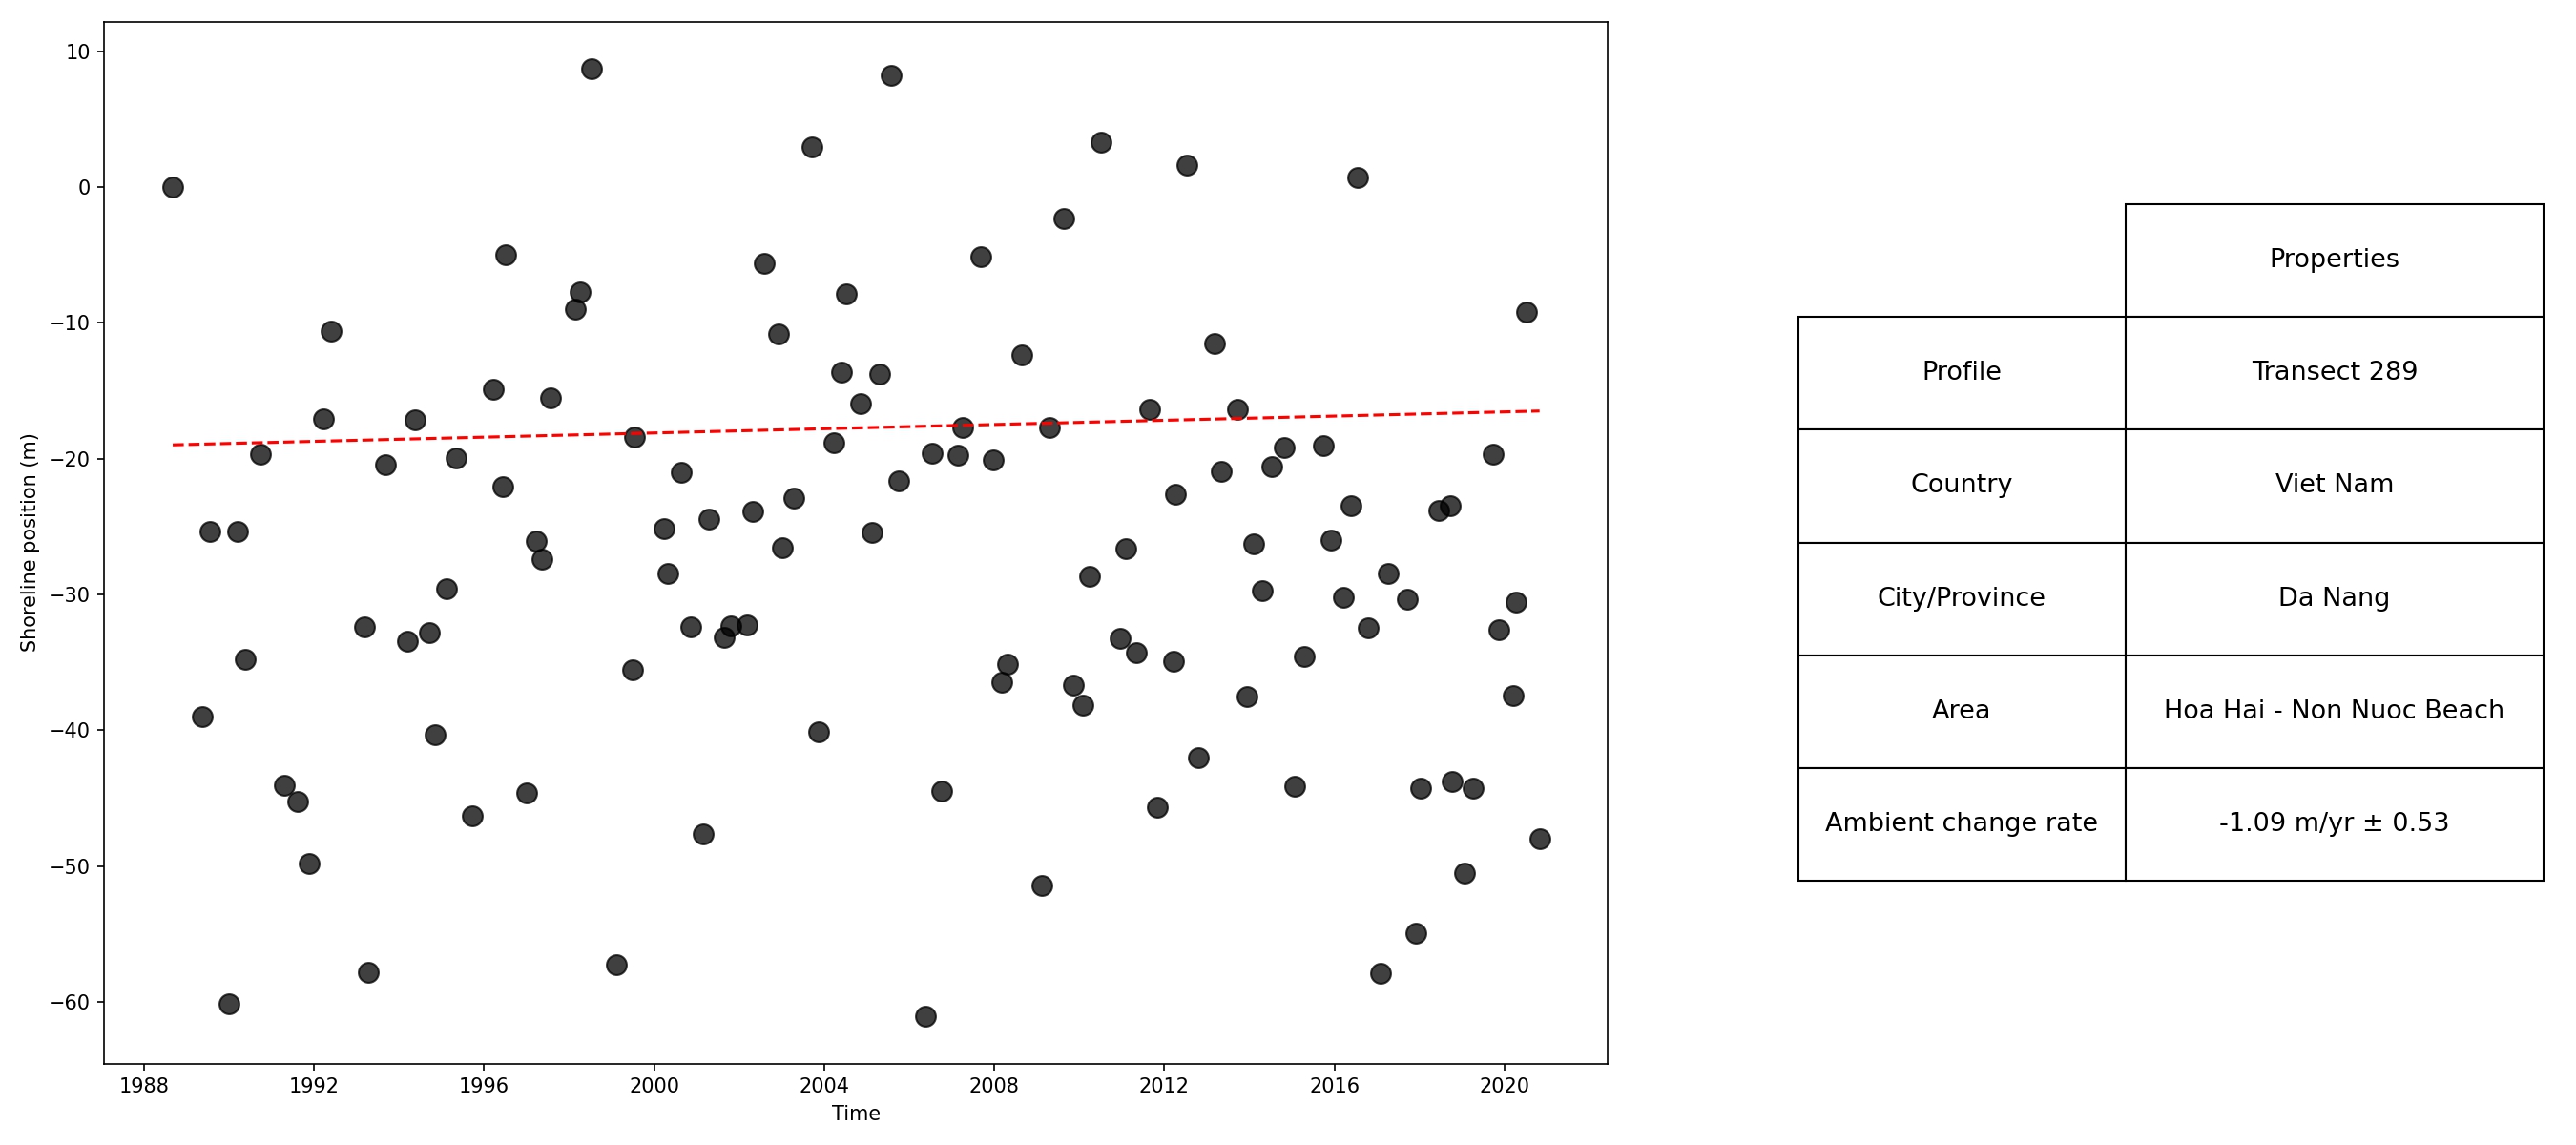 10
0
−10
−20
−30
−40
−50
−60
Shoreline position (m)
1988 1992 1996 2000 2004 2008 2012 2016 2020
Time
Properties
Profile Transect 289
Country Viet Nam
City/Province Da Nang
Area Hoa Hai - Non Nuoc Beach
Ambient change rate -1.09 m/yr ± 0.53